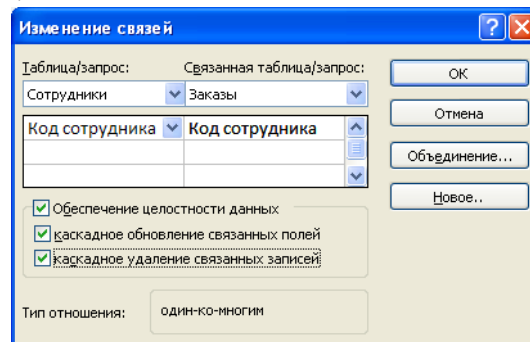 Изменение связей
Таблица/запрос: Связанная таблица/запрос:
Сотрудники Заказы
Код сотрудника Код сотрудника
Обеспечение целостности данных
каскадное обновление связанных полей
каскадное удаление связанных записей
Тип отношения: один-ко-многим
ОК
Отмена
Объединение...
Новое..